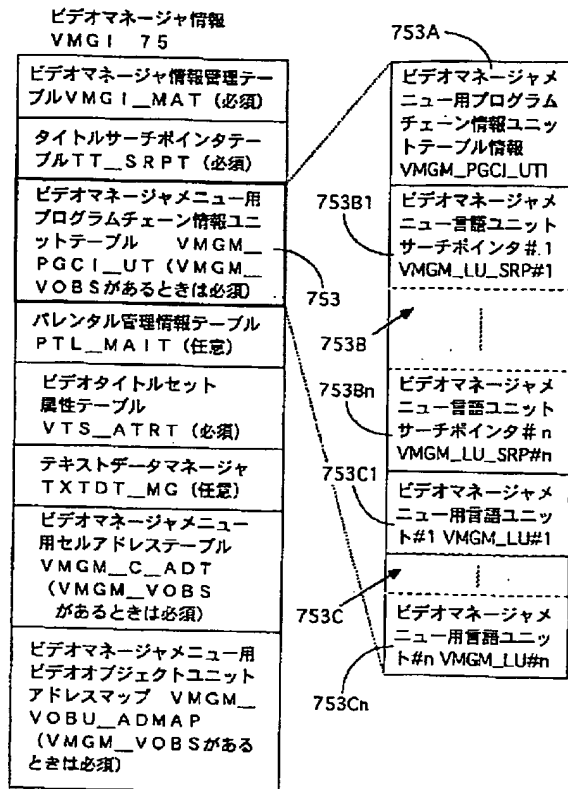 ビデオマネージャ情報
VMGI 75
ビデオマネージャ情報管理テー
ブルVMGI__MAT（必須）
タイトルサーチポインタテー
ブルTT__SRPT（必須）
ビデオマネージャメニュー用
プログラムチェーン情報ユニ
ットテーブル VMGM__
PGCI__UT（VMGM__
VOBSがあるときは必須）
パレンタル管理情報テーブル
PTL__MAIT（任意）
ビデオタイトルセット
属性テーブル
VTS__ATRT（必須）
テキストデータマネージャ
TXTDT__MG（任意）
ビデオマネージャメニュー
用セルアドレステーブル
VMGM__C__ADT
（VMGM__VOBS
があるときは必須）
ビデオマネージャメニュー用
ビデオオブジェクトユニット
アドレスマップ VMGM__
VOBU__ADMAP
（VMGM__VOBSがある
ときは必須）
753
753A
ビデオマネージャメ
ニュー用プログラム
チェーン情報ユニッ
トテーブル情報
VMGM_PGCI_UTI
753B1
ビデオマネージャメ
ニュー言語ユニット
サーチポインタ#1
VMGM_LU_SRP#1
753B
753Bn
ビデオマネージャメ
ニュー言語ユニット
サーチポインタ#n
VMGM_LU_SRP#n
753C1
ビデオマネージャメ
ニュー用言語ユニッ
ト#1 VMGM_LU#1
753C
ビデオマネージャメ
ニュー用言語ユニッ
ト#n VMGM_LU#n
753Cn